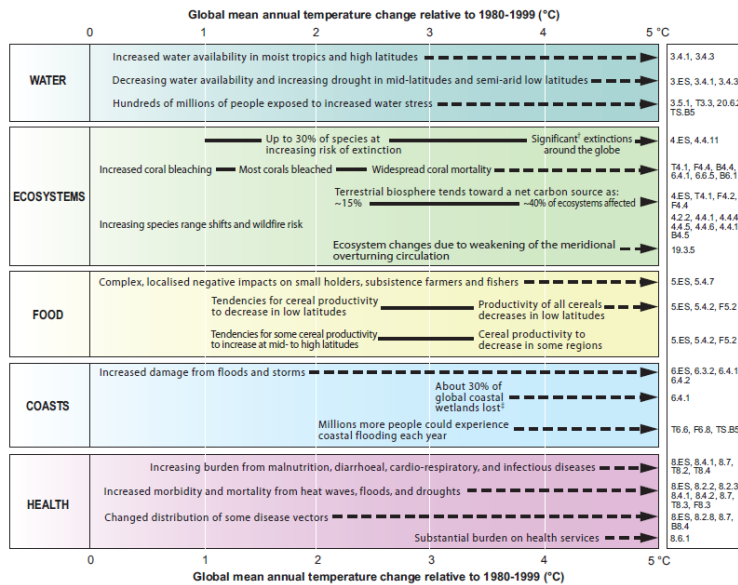 Global mean annual temperature change relative to 1980-1999 (°C)
0 1 2 3 4 5 °C
WATER
Increased water availability in moist tropics and high latitudes
3.4.1, 3.4.3
Decreasing water availability and increasing drought in mid-latitudes and semi-arid low latitudes
3.ES, 3.4.1, 3.4.3
Hundreds of millions of people exposed to increased water stress
3.5.1, T3.3, 20.6.2
TS.B5
ECOSYSTEMS
Up to 30% of species at
increasing risk of extinction
Significant† extinctions
around the globe
4.ES, 4.4.11
Increased coral bleaching
Most corals bleached
Widespread coral mortality
T4.1, F4.4, B4.4,
6.4.1, 6.6.5, B6.1
Terrestrial biosphere tends toward a net carbon source as:
~15%
~40% of ecosystems affected
4.ES, T4.1, F4.2,
F4.4
Increasing species range shifts and wildfire risk
4.2.2, 4.4.1, 4.4.4
4.4.5, 4.4.6, 4.4.1
B4.5
Ecosystem changes due to weakening of the meridional
overturning circulation
19.3.5
FOOD
Complex, localised negative impacts on small holders, subsistence farmers and fishers
5.ES, 5.4.7
Tendencies for cereal productivity
to decrease in low latitudes
Productivity of all cereals
decreases in low latitudes
5.ES, 5.4.2, F5.2
Tendencies for some cereal productivity
to increase at mid- to high latitudes
Cereal productivity to
decrease in some regions
5.ES, 5.4.2, F5.2
COASTS
Increased damage from floods and storms
6.ES, 6.3.2, 6.4.1
6.4.2
About 30% of
global coastal
wetlands lost‡
6.4.1
Millions more people could experience
coastal flooding each year
T6.6, F6.8, TS.B5
HEALTH
Increasing burden from malnutrition, diarrhoeal, cardio-respiratory, and infectious diseases
8.ES, 8.4.1, 8.7,
T8.2, T8.4
Increased morbidity and mortality from heat waves, floods, and droughts
8.ES, 8.2.2, 8.2.3
8.4.1, 8.4.2, 8.7,
T8.3, F8.3
Changed distribution of some disease vectors
8.ES, 8.2.8, 8.7,
B8.4
Substantial burden on health services
8.6.1
0 1 2 3 4 5 °C
Global mean annual temperature change relative to 1980-1999 (°C)